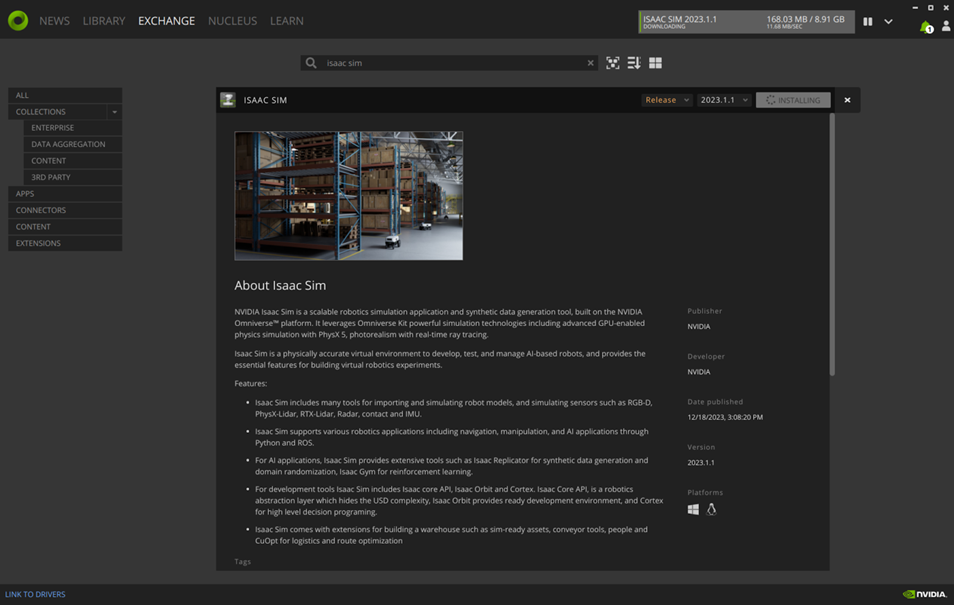 NEWS LIBRARY EXCHANGE NUCLEUS LEARN
ISAAC SIM 2023.1.1 168.03 MB / 8.91 GB
DOWNLOADING 11.68 MB/SEC
1
isaac sim
ALL
COLLECTIONS
ENTERPRISE
DATA AGGREGATION
CONTENT
3RD PARTY
APPS
CONNECTORS
CONTENT
EXTENSIONS
ISAAC SIM Release 2023.1.1 INSTALLING
About Isaac Sim
NVIDIA Isaac Sim is a scalable robotics simulation application and synthetic data generation tool, built on the NVIDIA
Omniverse™ platform. It leverages Omniverse Kit powerful simulation technologies including advanced GPU-enabled
physics simulation with PhysX 5, photorealism with real-time ray tracing.
Isaac Sim is a physically accurate virtual environment to develop, test, and manage AI-based robots, and provides the
essential features for building virtual robotics experiments.
Features:
• Isaac Sim includes many tools for importing and simulating robot models, and simulating sensors such as RGB-D,
PhysX-Lidar, RTX-Lidar, Radar, contact and IMU.
• Isaac Sim supports various robotics applications including navigation, manipulation, and AI applications through
Python and ROS.
• For AI applications, Isaac Sim provides extensive tools such as Isaac Replicator for synthetic data generation and
domain randomization, Isaac Gym for reinforcement learning.
• For development tools Isaac Sim includes Isaac core API, Isaac Orbit and Cortex. Isaac Core API, is a robotics
abstraction layer which hides the USD complexity, Isaac Orbit provides ready development environment, and Cortex
for high level decision programing.
• Isaac Sim comes with extensions for building a warehouse such as sim-ready assets, conveyor tools, people and
CuOpt for logistics and route optimization
Tags
Publisher
NVIDIA
Developer
NVIDIA
Date published
12/18/2023, 3:08:20 PM
Version
2023.1.1
Platforms
LINK TO DRIVERS
NVIDIA.